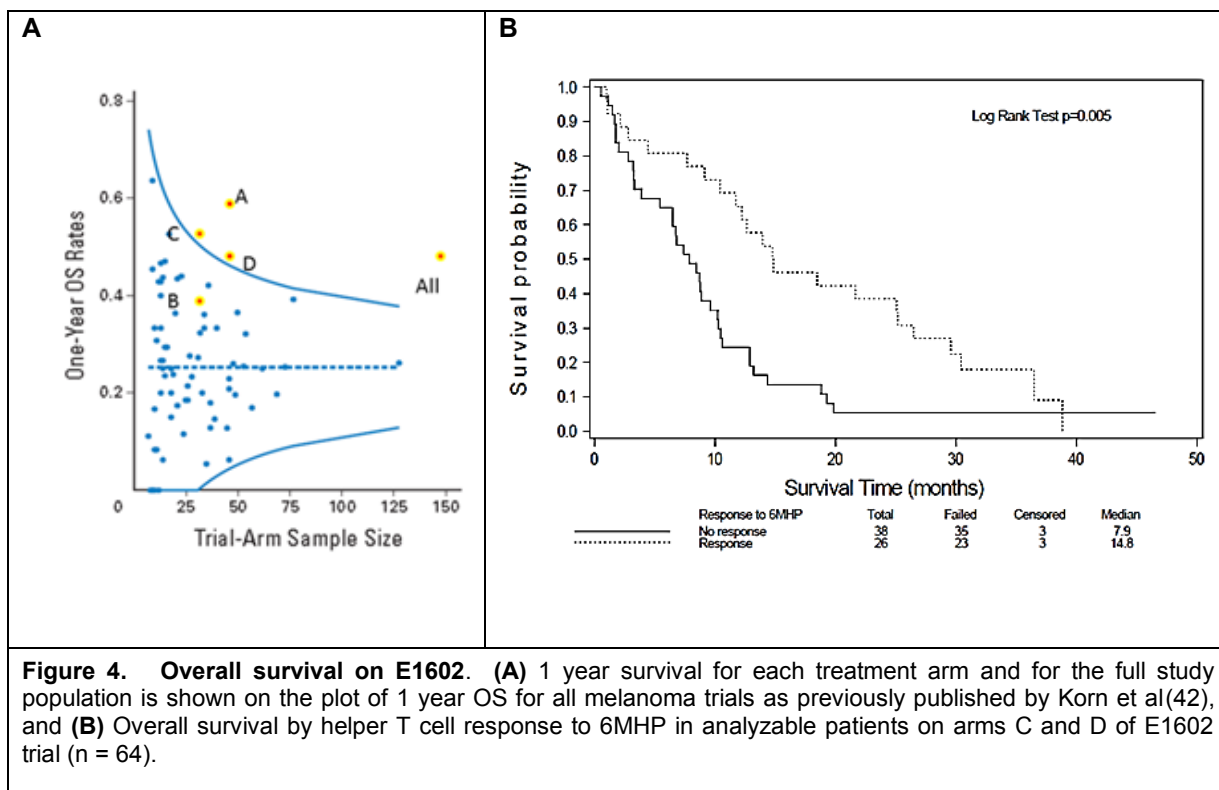 A
0.8
0.6
0.4
0.2
One-Year OS Rates
A
C
D
All
B
0
25
50
75
100
125
150
Trial-Arm Sample Size
B
1.0
0.9
0.8
0.7
0.6
0.5
0.4
0.3
0.2
0.1
0.0
Survival probability
Log Rank Test p=0.005
0 10 20 30 40 50
Survival Time (months)
Response to 6MHP Total Failed Censored Median
No response 38 35 3 7.9
Response 26 23 3 14.8
Figure 4. Overall survival on E1602. (A) 1 year survival for each treatment arm and for the full study
population is shown on the plot of 1 year OS for all melanoma trials as previously published by Korn et al(42),
and (B) Overall survival by helper T cell response to 6MHP in analyzable patients on arms C and D of E1602
trial (n = 64).